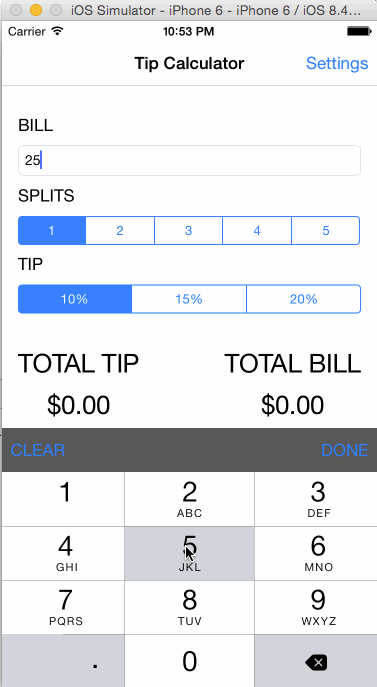 iOS Simulator - iPhone 6 - iPhone 6 / iOS 8.4...
Carrier 10:53 PM
Tip Calculator Settings
BILL
25
SPLITS
1 2 3 4 5
TIP
10% 15% 20%
TOTAL TIP TOTAL BILL
$0.00 $0.00
CLEAR DONE
1 2 3
ABC DEF
4 5 6
GHI JKL MNO
7 8 9
PQRS TUV WXYZ
. 0